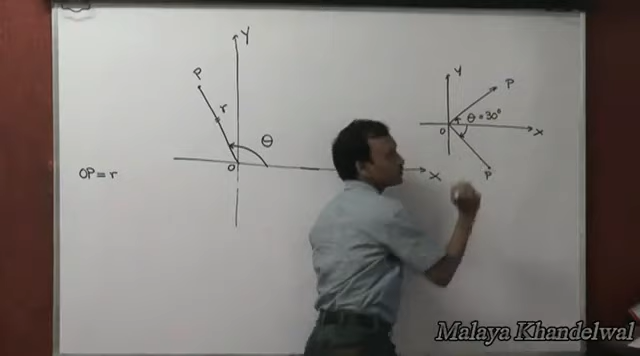 Y
P
r
θ
O
X
OP = r
Y
P
θ = 30°
O
X
P
Malaya Khandelwal